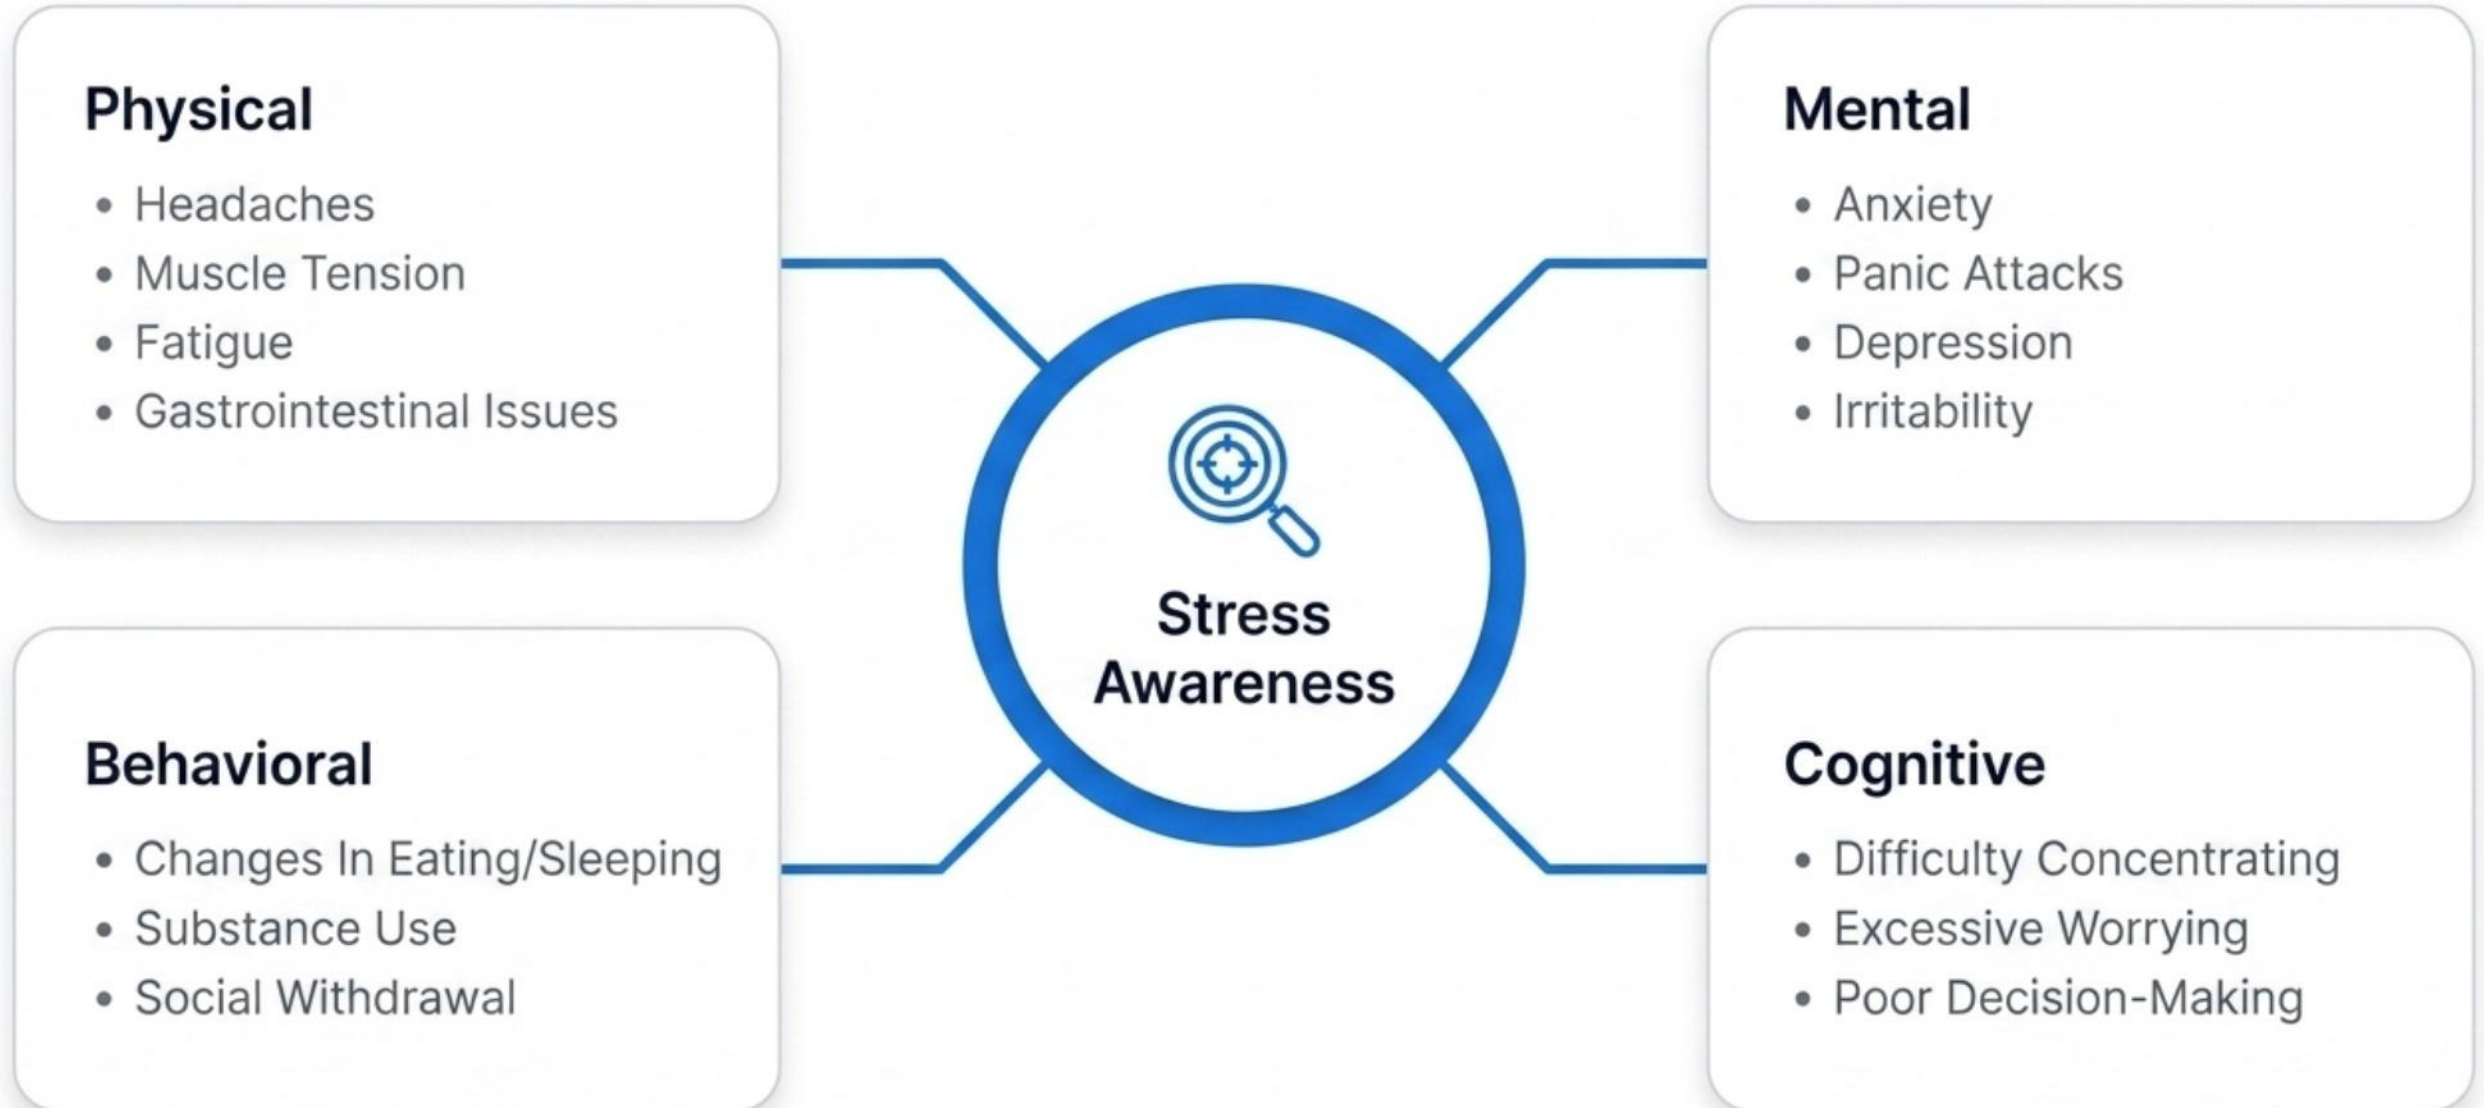 Physical
• Headaches
• Muscle Tension
• Fatigue
• Gastrointestinal Issues
Mental
• Anxiety
• Panic Attacks
• Depression
• Irritability
Stress
Awareness
Behavioral
• Changes In Eating/Sleeping
• Substance Use
• Social Withdrawal
Cognitive
• Difficulty Concentrating
• Excessive Worrying
• Poor Decision-Making